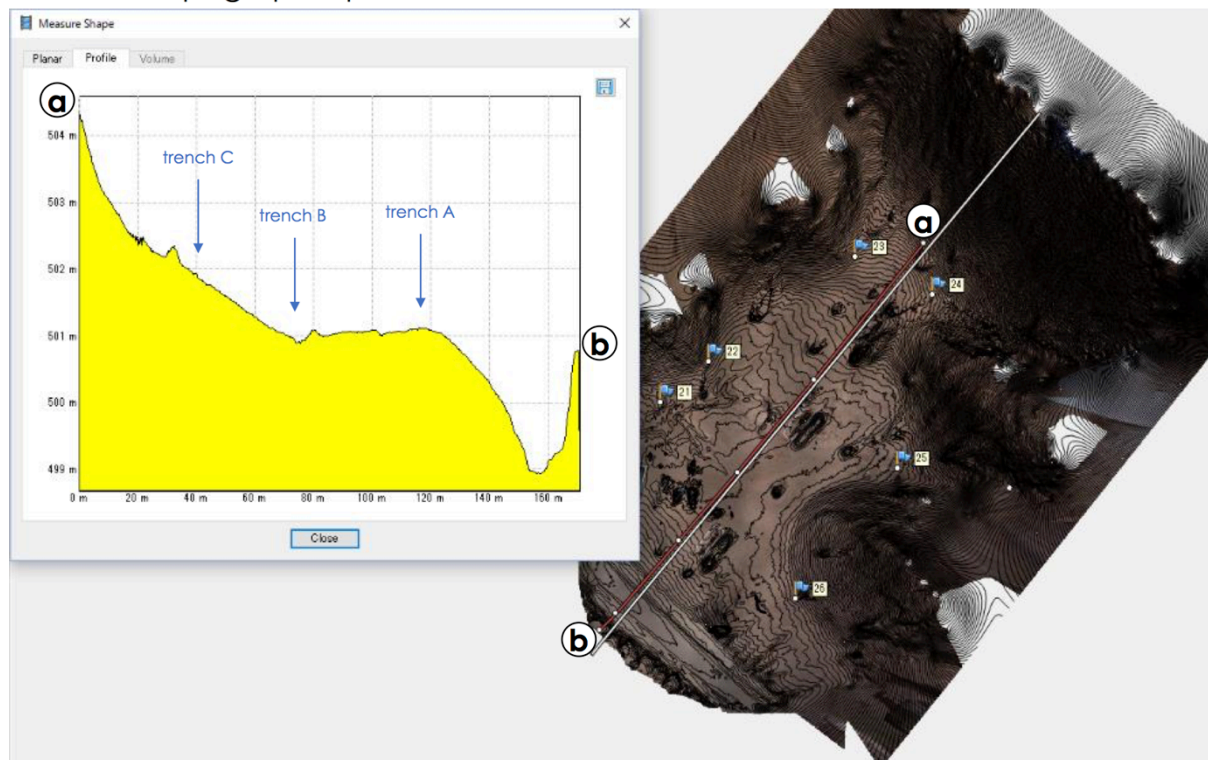 Measure Shape
Planar Profile Volume
a
504 m
503 m
502 m
501 m
500 m
499 m
trench C
trench B
trench A
b
0 m 20 m 40 m 60 m 80 m 100 m 120 m 140 m 160 m
Close
a
23
24
22
21
25
26
b